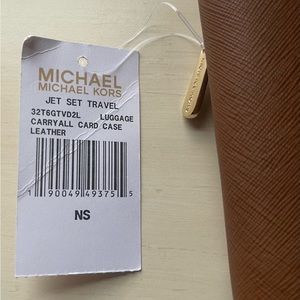 MICHAEL
MICHAEL KORS
JET SET TRAVEL
32T6GTVD2L LUGGAGE
CARRYALL CARD CASE
LEATHER
1 90049 49375 5
NS